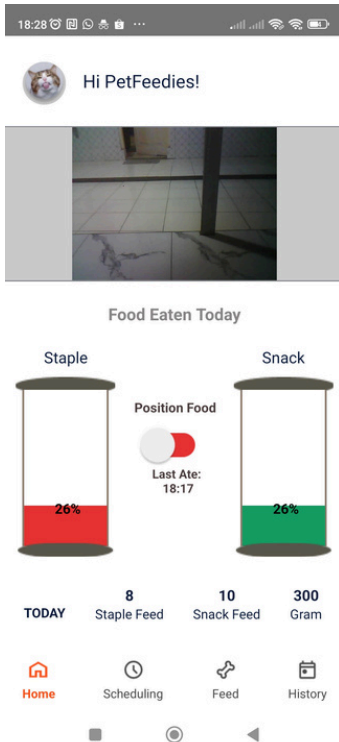 18:28
Hi PetFeedies!
Food Eaten Today
Staple
Snack
Position Food
Last Ate:
18:17
26%
26%
8
10
300
TODAY
Staple Feed
Snack Feed
Gram
Home
Scheduling
Feed
History